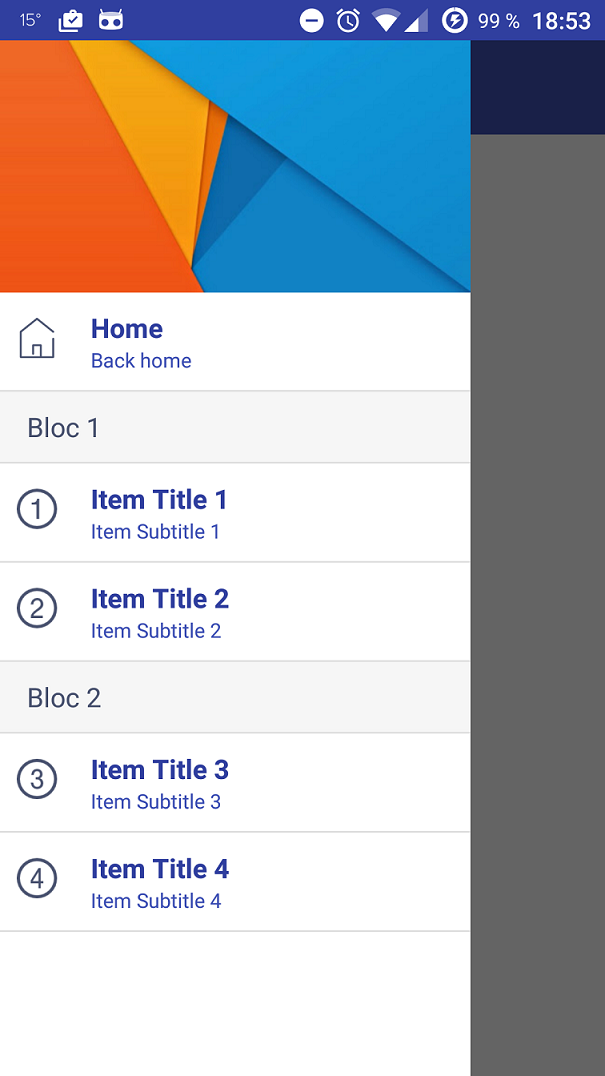 15° 99 % 18:53
Home
Back home
Bloc 1
1 Item Title 1
Item Subtitle 1
2 Item Title 2
Item Subtitle 2
Bloc 2
3 Item Title 3
Item Subtitle 3
4 Item Title 4
Item Subtitle 4